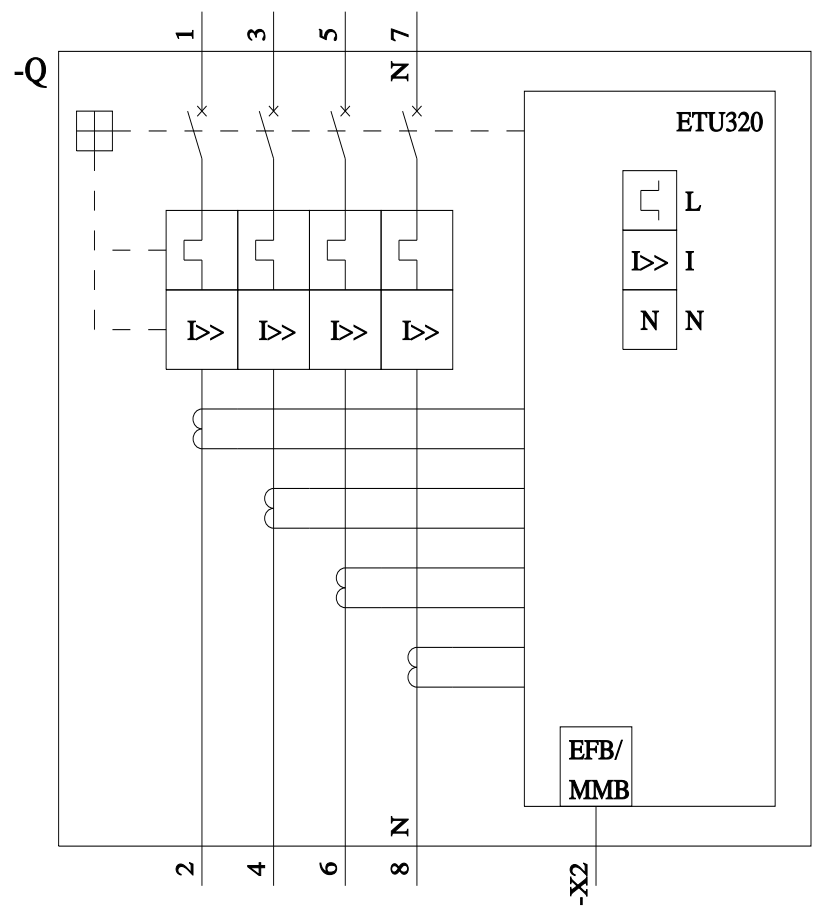 1 3 5 7
-Q
N
ETU320
L
I>> I
N N
I>> I>> I>> I>>
EFB/
MMB
N
2 4 6 8
-X2